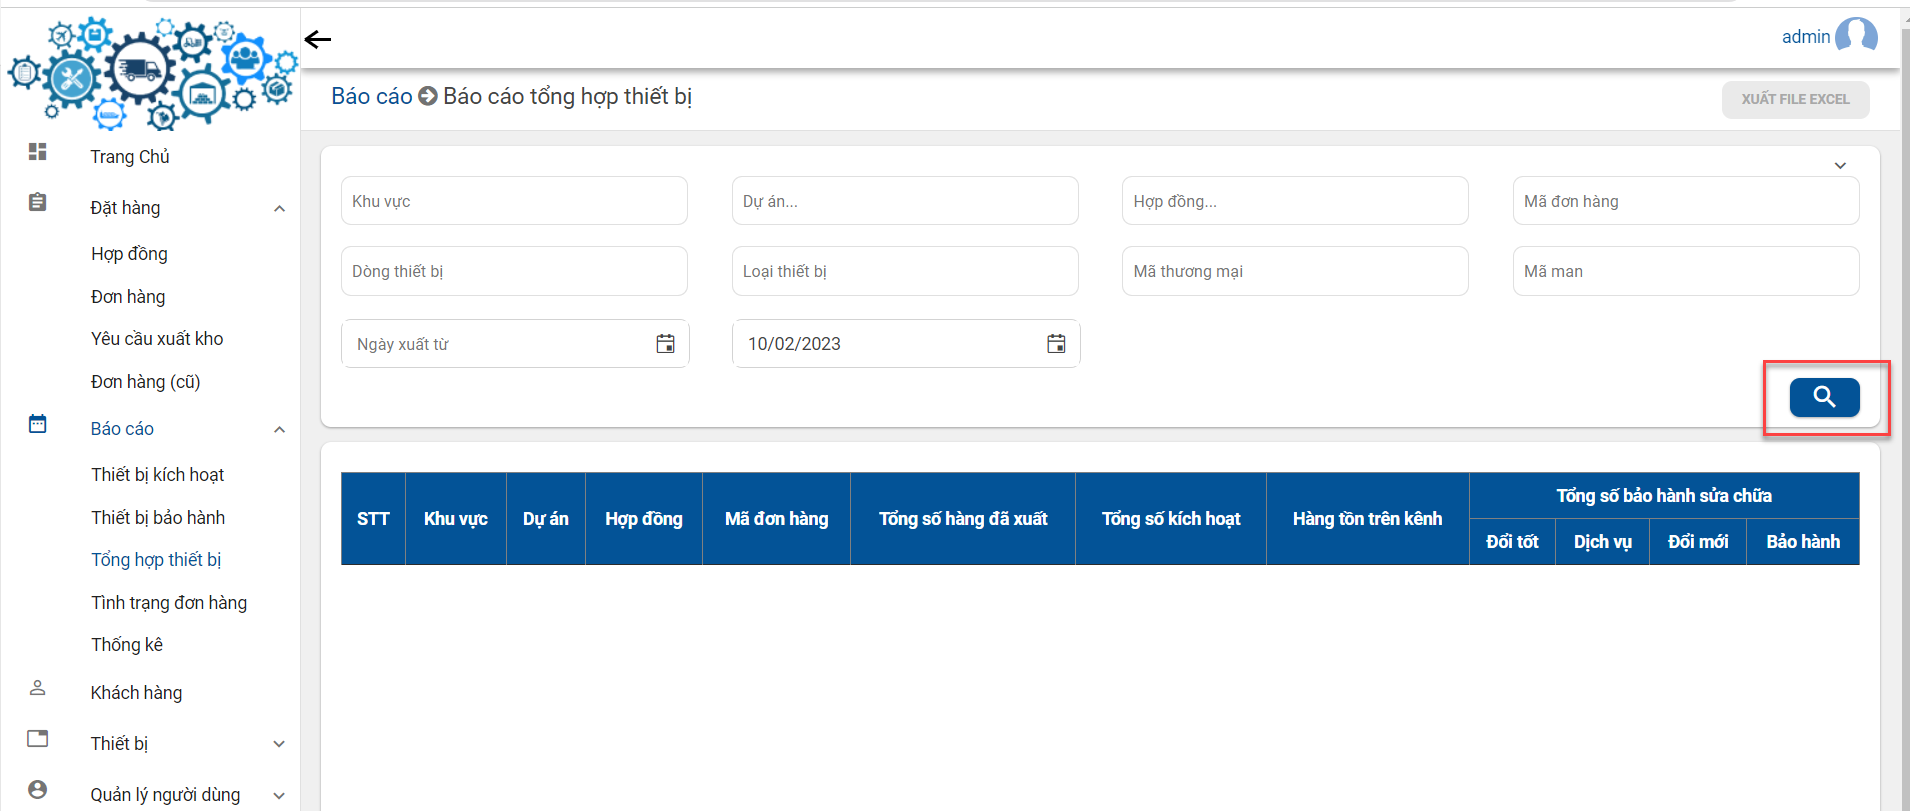 admin
Báo cáo Báo cáo tổng hợp thiết bị
XUẤT FILE EXCEL
Trang Chủ
Đặt hàng
Hợp đồng
Đơn hàng
Yêu cầu xuất kho
Đơn hàng (cũ)
Báo cáo
Thiết bị kích hoạt
Thiết bị bảo hành
Tổng hợp thiết bị
Tình trạng đơn hàng
Thống kê
Khách hàng
Thiết bị
Quản lý người dùng
Khu vực
Dự án...
Hợp đồng...
Mã đơn hàng
Dòng thiết bị
Loại thiết bị
Mã thương mại
Mã man
Ngày xuất từ
10/02/2023
STT
Khu vực
Dự án
Hợp đồng
Mã đơn hàng
Tổng số hàng đã xuất
Tổng số kích hoạt
Hàng tồn trên kênh
Tổng số bảo hành sửa chữa
Đổi tốt
Dịch vụ
Đổi mới
Bảo hành